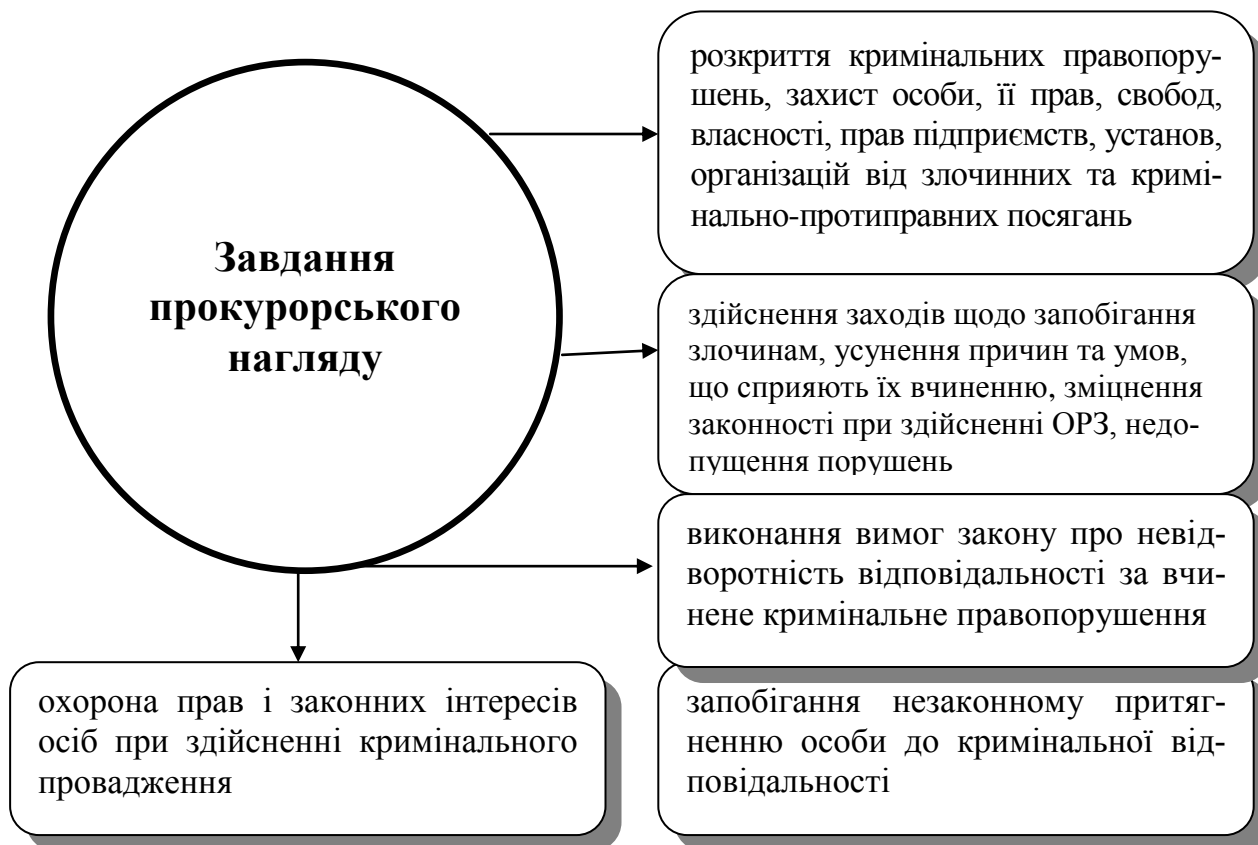 Завдання
прокурорського
нагляду
розкриття кримінальних правопору-
шень, захист особи, її прав, свобод,
власності, прав підприємств, установ,
організацій від злочинних та кримі-
нально-протиправних посягань
здійснення заходів щодо запобігання
злочинам, усунення причин та умов,
що сприяють їх вчиненню, зміцнення
законності при здійсненні ОРЗ, недо-
пущення порушень
виконання вимог закону про невід-
воротність відповідальності за вчи-
нене кримінальне правопорушення
охорона прав і законних інтересів
осіб при здійсненні кримінального
провадження
запобігання незаконному притяг-
ненню особи до кримінальної від-
повідальності